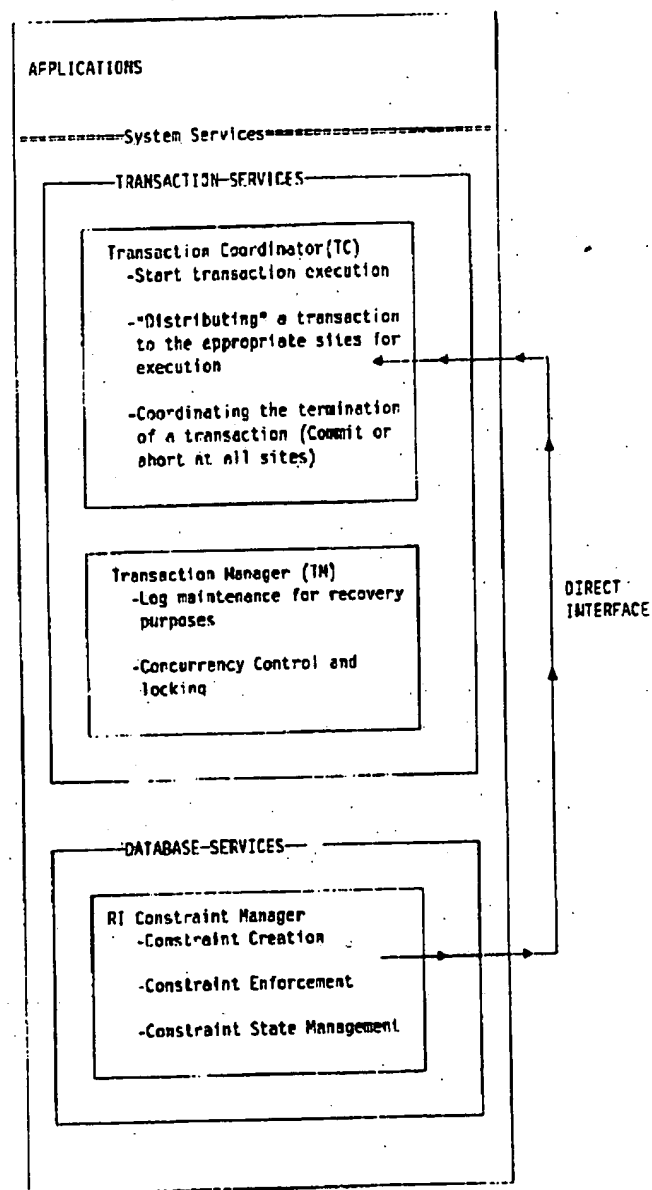 APPLICATIONS
System Services
TRANSACTION-SERVICES
Transaction Coordinator(TC)
-Start transaction execution
-"Distributing" a transaction
to the appropriate sites for
execution
-Coordinating the termination
of a transaction (Commit or
abort at all sites)
Transaction Manager (TM)
-Log maintenance for recovery
purposes
-Concurrency Control and
locking
DIRECT
INTERFACE
DATABASE-SERVICES
RI Constraint Manager
-Constraint Creation
-Constraint Enforcement
-Constraint State Management